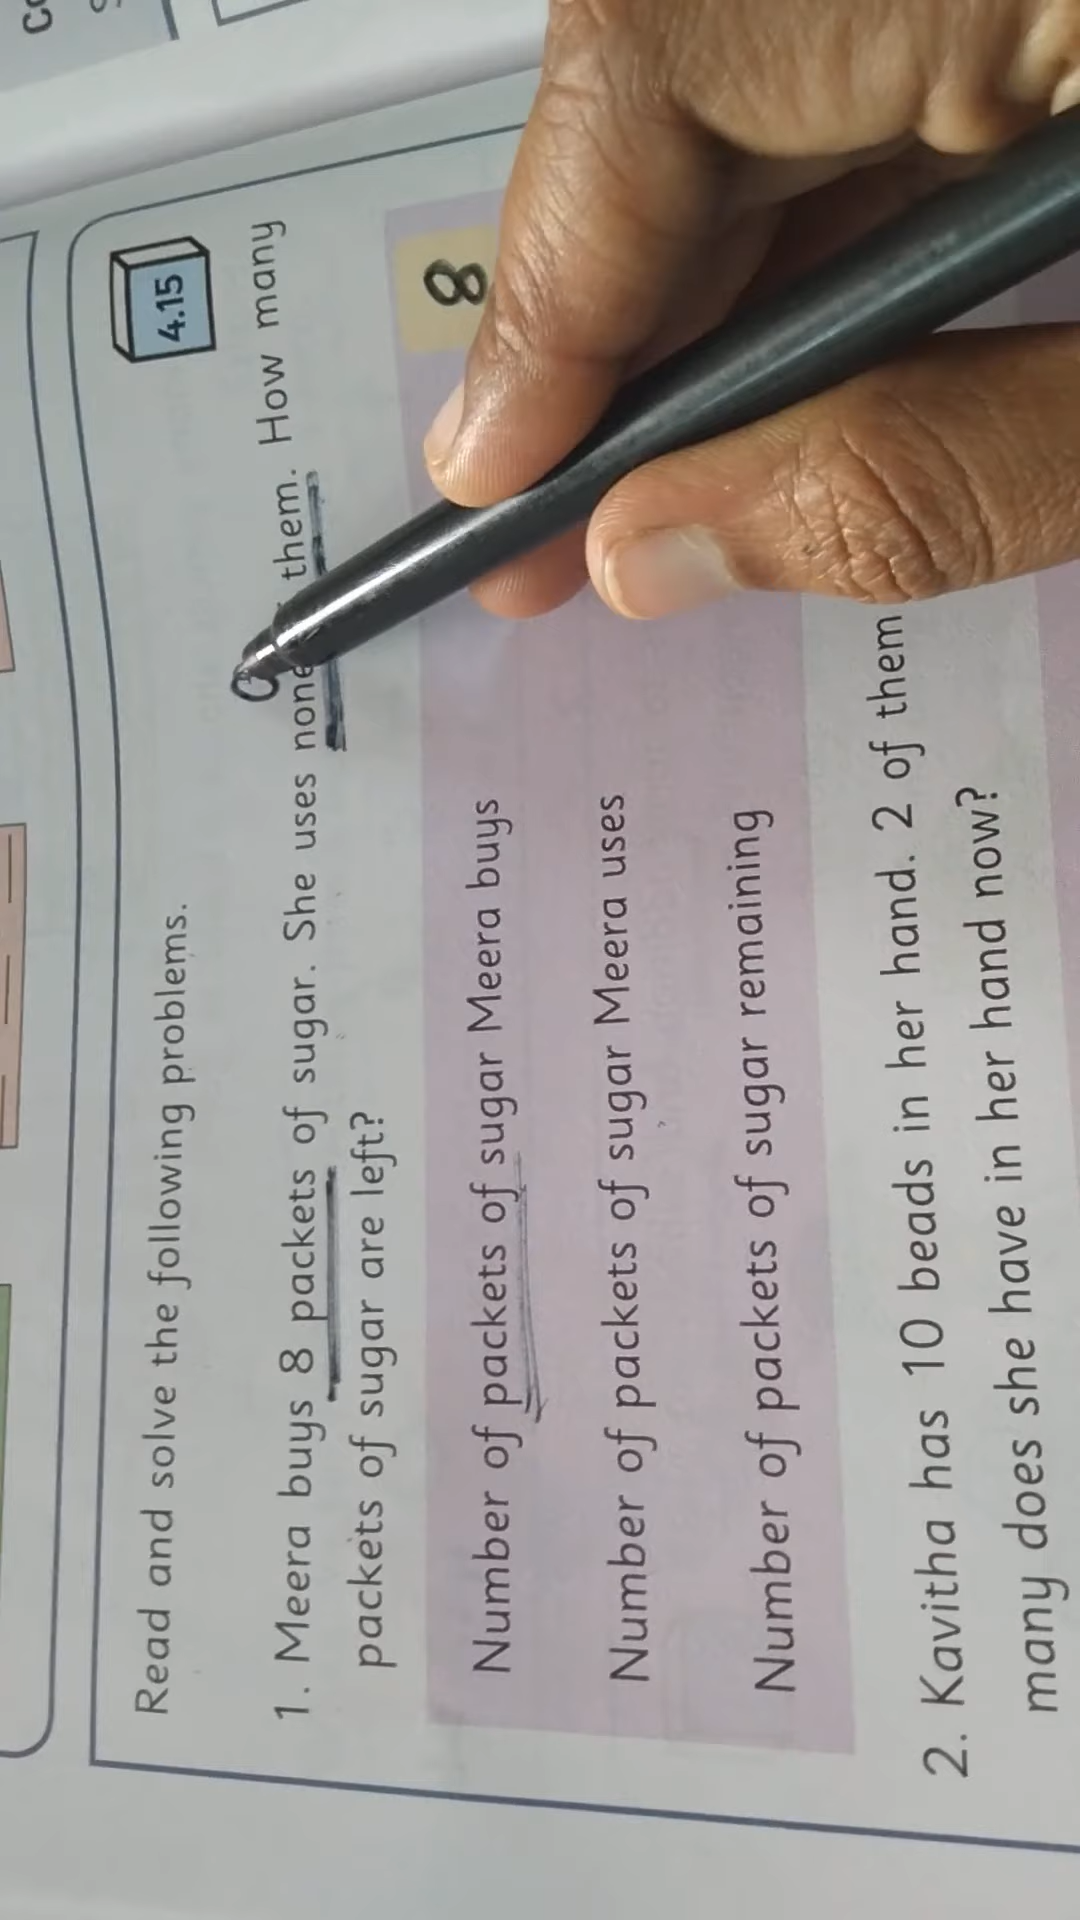 4.15
Read and solve the following problems.
1. Meera buys 8 packets of sugar. She uses none them. How many
packets of sugar are left?
Number of packets of sugar Meera buys 8
Number of packets of sugar Meera uses
Number of packets of sugar remaining
2. Kavitha has 10 beads in her hand. 2 of them
many does she have in her hand now?